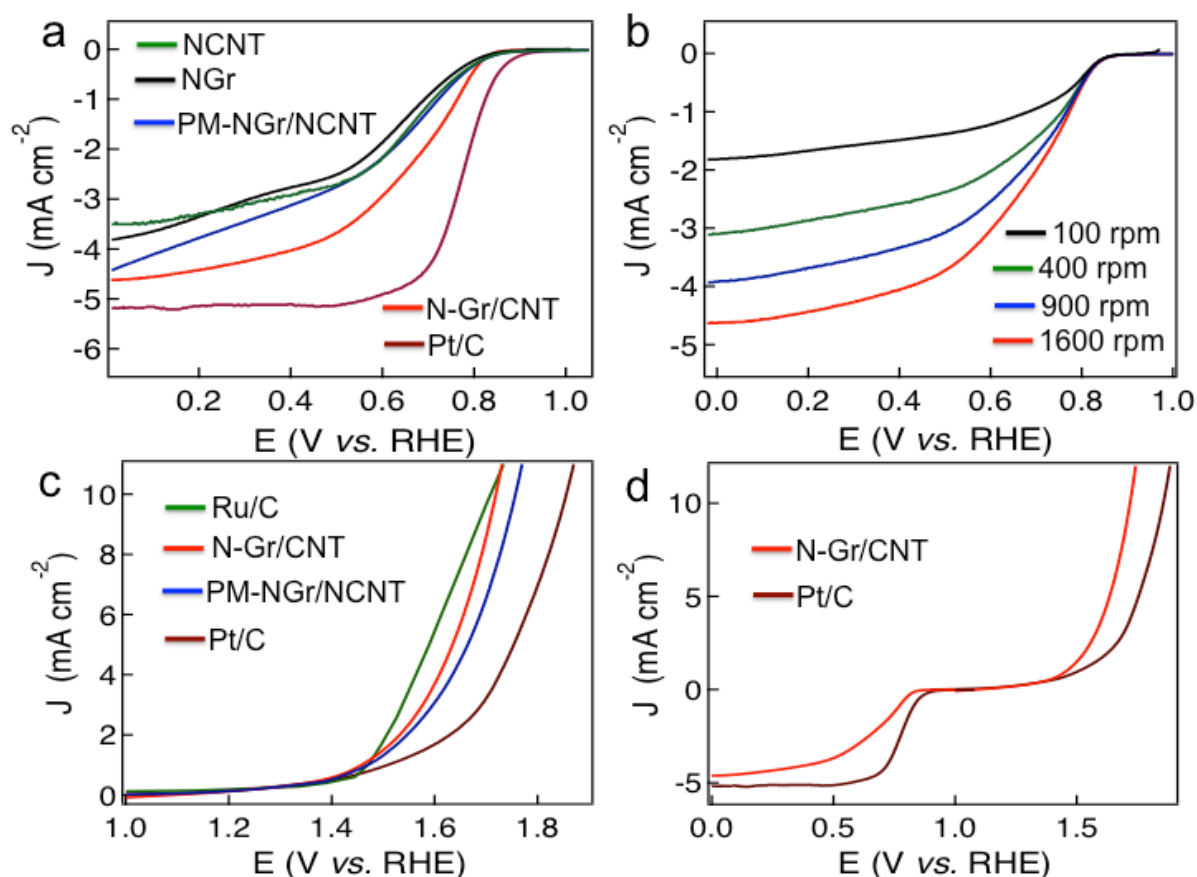 a
NCNT
NGr
PM-NGr/NCNT
N-Gr/CNT
Pt/C
0
-1
-2
-3
-4
-5
-6
J (mA cm⁻²)
0.2 0.4 0.6 0.8 1.0
E (V vs. RHE)
b
100 rpm
400 rpm
900 rpm
1600 rpm
0
-1
-2
-3
-4
-5
J (mA cm⁻²)
0.0 0.2 0.4 0.6 0.8 1.0
E (V vs. RHE)
c
Ru/C
N-Gr/CNT
PM-NGr/NCNT
Pt/C
10
8
6
4
2
0
J (mA cm⁻²)
1.0 1.2 1.4 1.6 1.8
E (V vs. RHE)
d
N-Gr/CNT
Pt/C
10
5
0
-5
J (mA cm⁻²)
0.0 0.5 1.0 1.5
E (V vs. RHE)